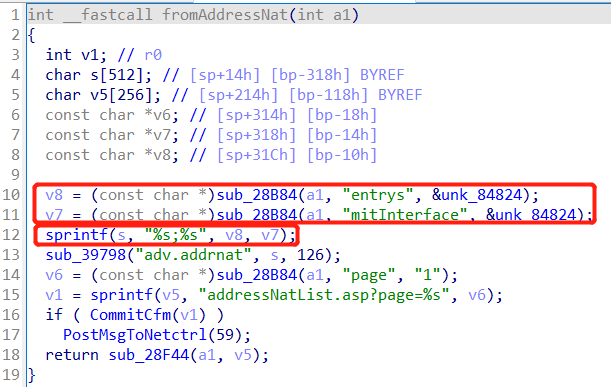 1 int __fastcall fromAddressNat(int a1)
2 {
3 int v1; // r0
4 char s[512]; // [sp+14h] [bp-318h] BYREF
5 char v5[256]; // [sp+214h] [bp-118h] BYREF
6 const char *v6; // [sp+314h] [bp-18h]
7 const char *v7; // [sp+318h] [bp-14h]
8 const char *v8; // [sp+31Ch] [bp-10h]
9
10 v8 = (const char *)sub_28B84(a1, "entrys", &unk_84824);
11 v7 = (const char *)sub_28B84(a1, "mitInterface", &unk_84824);
12 sprintf(s, "%s;%s", v8, v7);
13 sub_39798("adv.addrnat", s, 126);
14 v6 = (const char *)sub_28B84(a1, "page", "1");
15 v1 = sprintf(v5, "addressNatList.asp?page=%s", v6);
16 if ( CommitCfm(v1) )
17 PostMsgToNetctrl(59);
18 return sub_28F44(a1, v5);
19 }